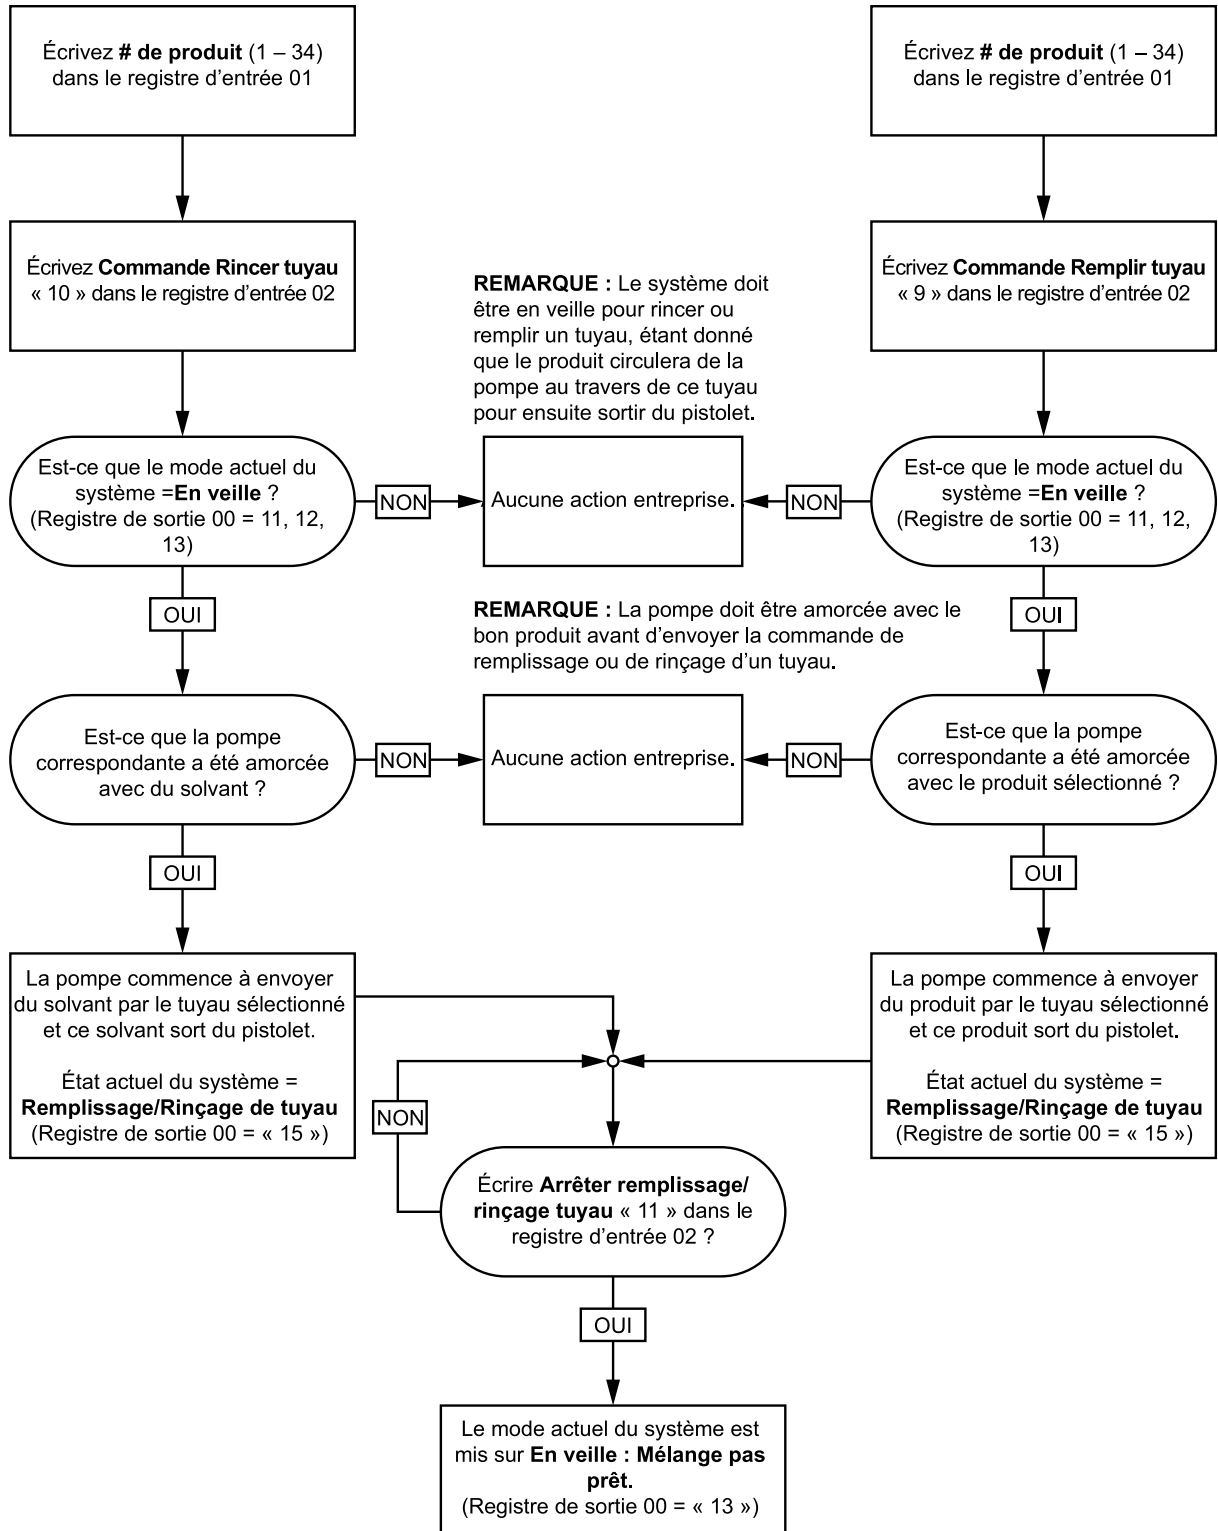 Écrivez # de produit (1 – 34)
dans le registre d’entrée 01
Écrivez # de produit (1 – 34)
dans le registre d’entrée 01
Écrivez Commande Rincer tuyau
« 10 » dans le registre d’entrée 02
REMARQUE : Le système doit
être en veille pour rincer ou
remplir un tuyau, étant donné
que le produit circulera de la
pompe au travers de ce tuyau
pour ensuite sortir du pistolet.
Écrivez Commande Remplir tuyau
« 9 » dans le registre d’entrée 02
Est-ce que le mode actuel du
système =En veille ?
(Registre de sortie 00 = 11, 12,
13)
NON
Aucune action entreprise.
NON
Est-ce que le mode actuel du
système =En veille ?
(Registre de sortie 00 = 11, 12,
13)
OUI
REMARQUE : La pompe doit être amorcée avec le
bon produit avant d’envoyer la commande de
remplissage ou de rinçage d’un tuyau.
OUI
Est-ce que la pompe
correspondante a été amorcée
avec du solvant ?
NON
Aucune action entreprise.
NON
Est-ce que la pompe
correspondante a été amorcée
avec le produit sélectionné ?
OUI
OUI
La pompe commence à envoyer
du solvant par le tuyau sélectionné
et ce solvant sort du pistolet.
État actuel du système =
Remplissage/Rinçage de tuyau
(Registre de sortie 00 = « 15 »)
La pompe commence à envoyer
du produit par le tuyau sélectionné
et ce produit sort du pistolet.
État actuel du système =
Remplissage/Rinçage de tuyau
(Registre de sortie 00 = « 15 »)
NON
Écrire Arrêter remplissage/
rinçage tuyau « 11 » dans le
registre d’entrée 02 ?
OUI
Le mode actuel du système est
mis sur En veille : Mélange pas
prêt.
(Registre de sortie 00 = « 13 »)